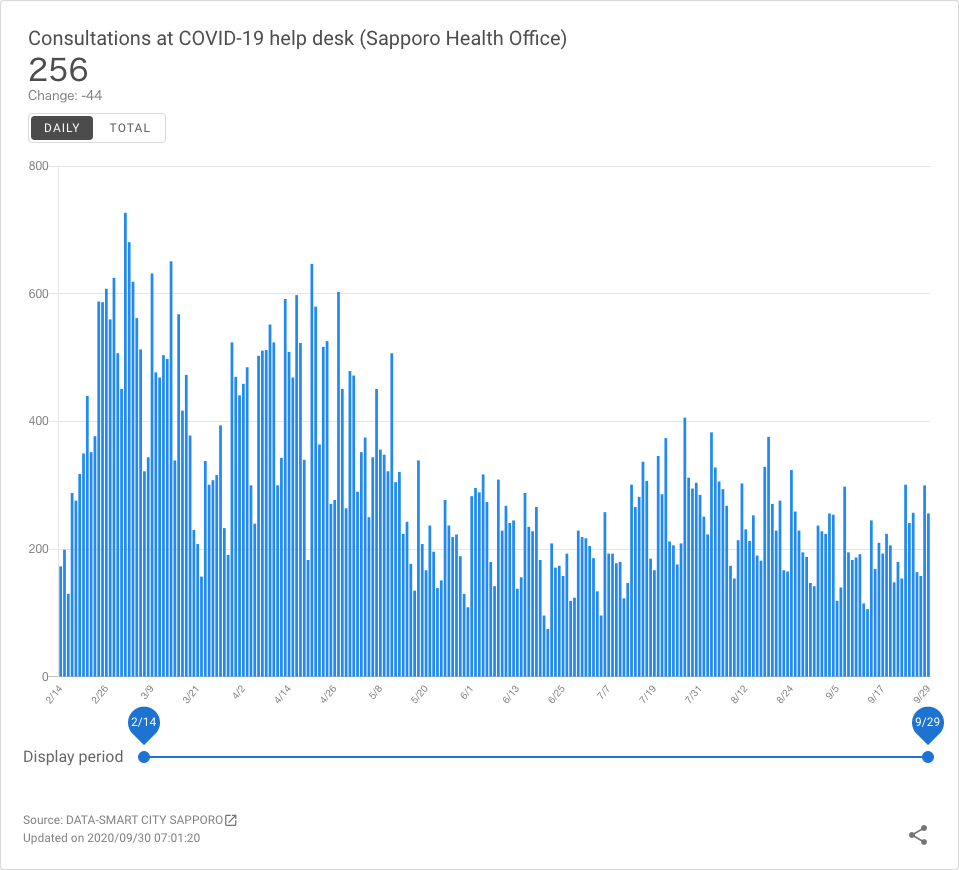 Consultations at COVID-19 help desk (Sapporo Health Office)
256
Change: -44
DAILY TOTAL
800
600
400
200
0
2/14 2/26 3/9 3/21 4/2 4/14 4/26 5/8 5/20 6/1 6/13 6/25 7/7 7/19 7/31 8/12 8/24 9/5 9/17 9/29
2/14 9/29
Display period
Source: DATA-SMART CITY SAPPORO
Updated on 2020/09/30 07:01:20